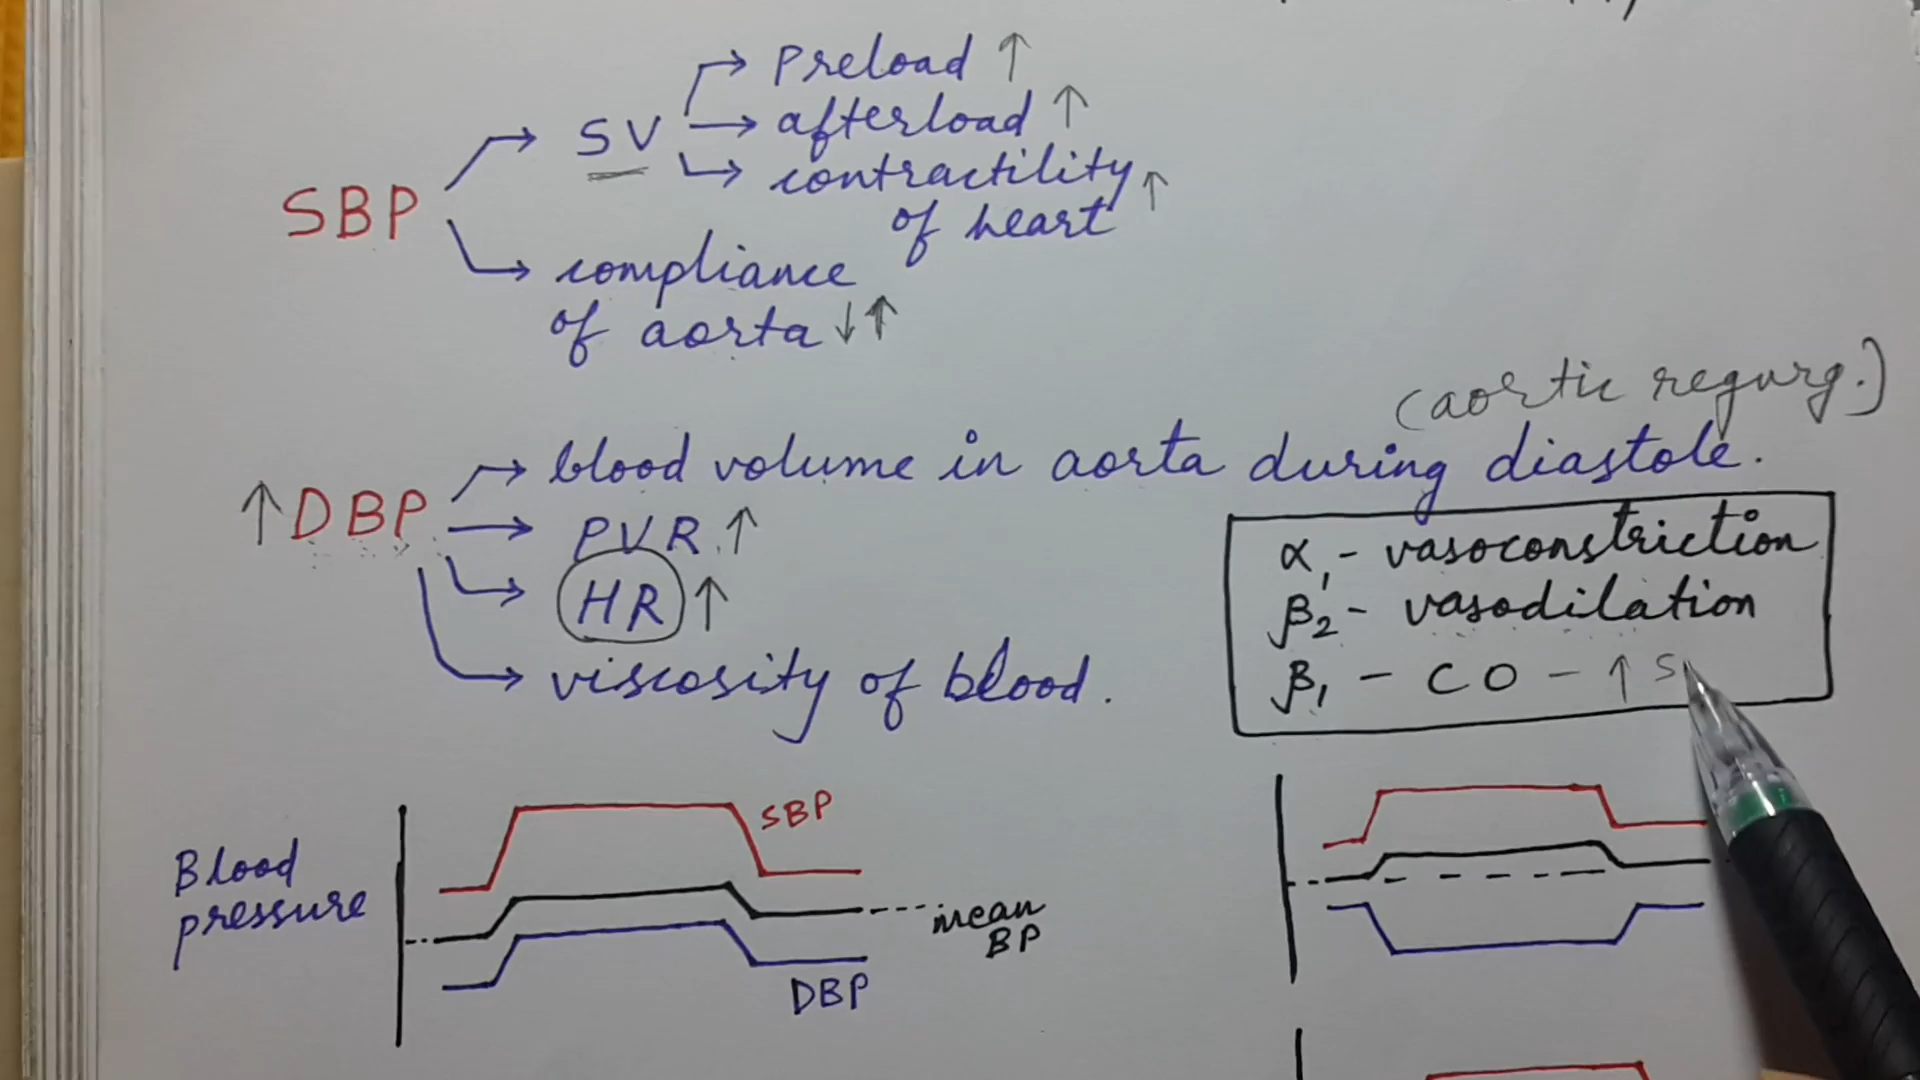 Preload ↑
SV → afterload ↑
contractility ↑
of heart
SBP
compliance
of aorta ↓↑
(aortic regurg.)
blood volume in aorta during diastole.
↑DBP → PVR ↑
HR ↑
viscosity of blood.
α₁ - vasoconstriction
β₂ - vasodilation
β₁ - CO - ↑ S
Blood
pressure
SBP
mean
BP
DBP